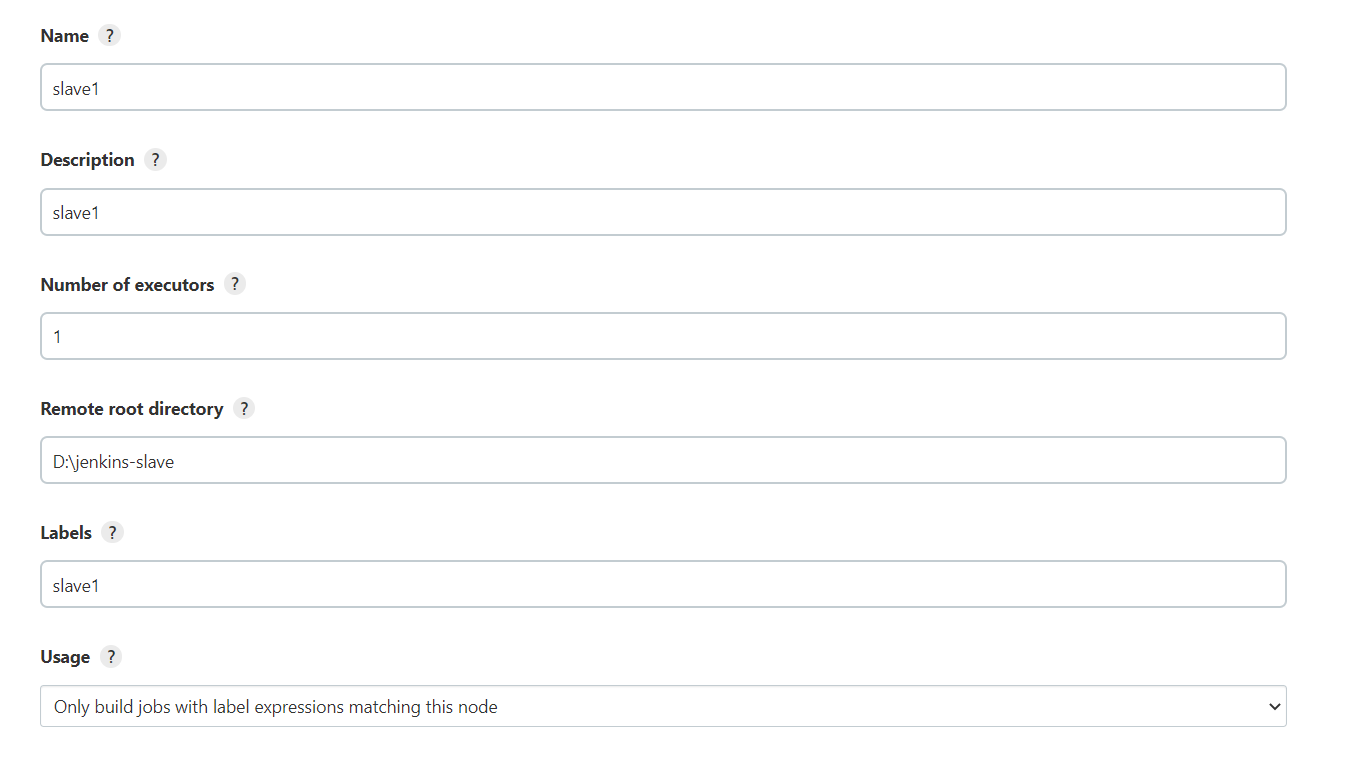 Name ?
slave1
Description ?
slave1
Number of executors ?
1
Remote root directory ?
D:\jenkins-slave
Labels ?
slave1
Usage ?
Only build jobs with label expressions matching this node